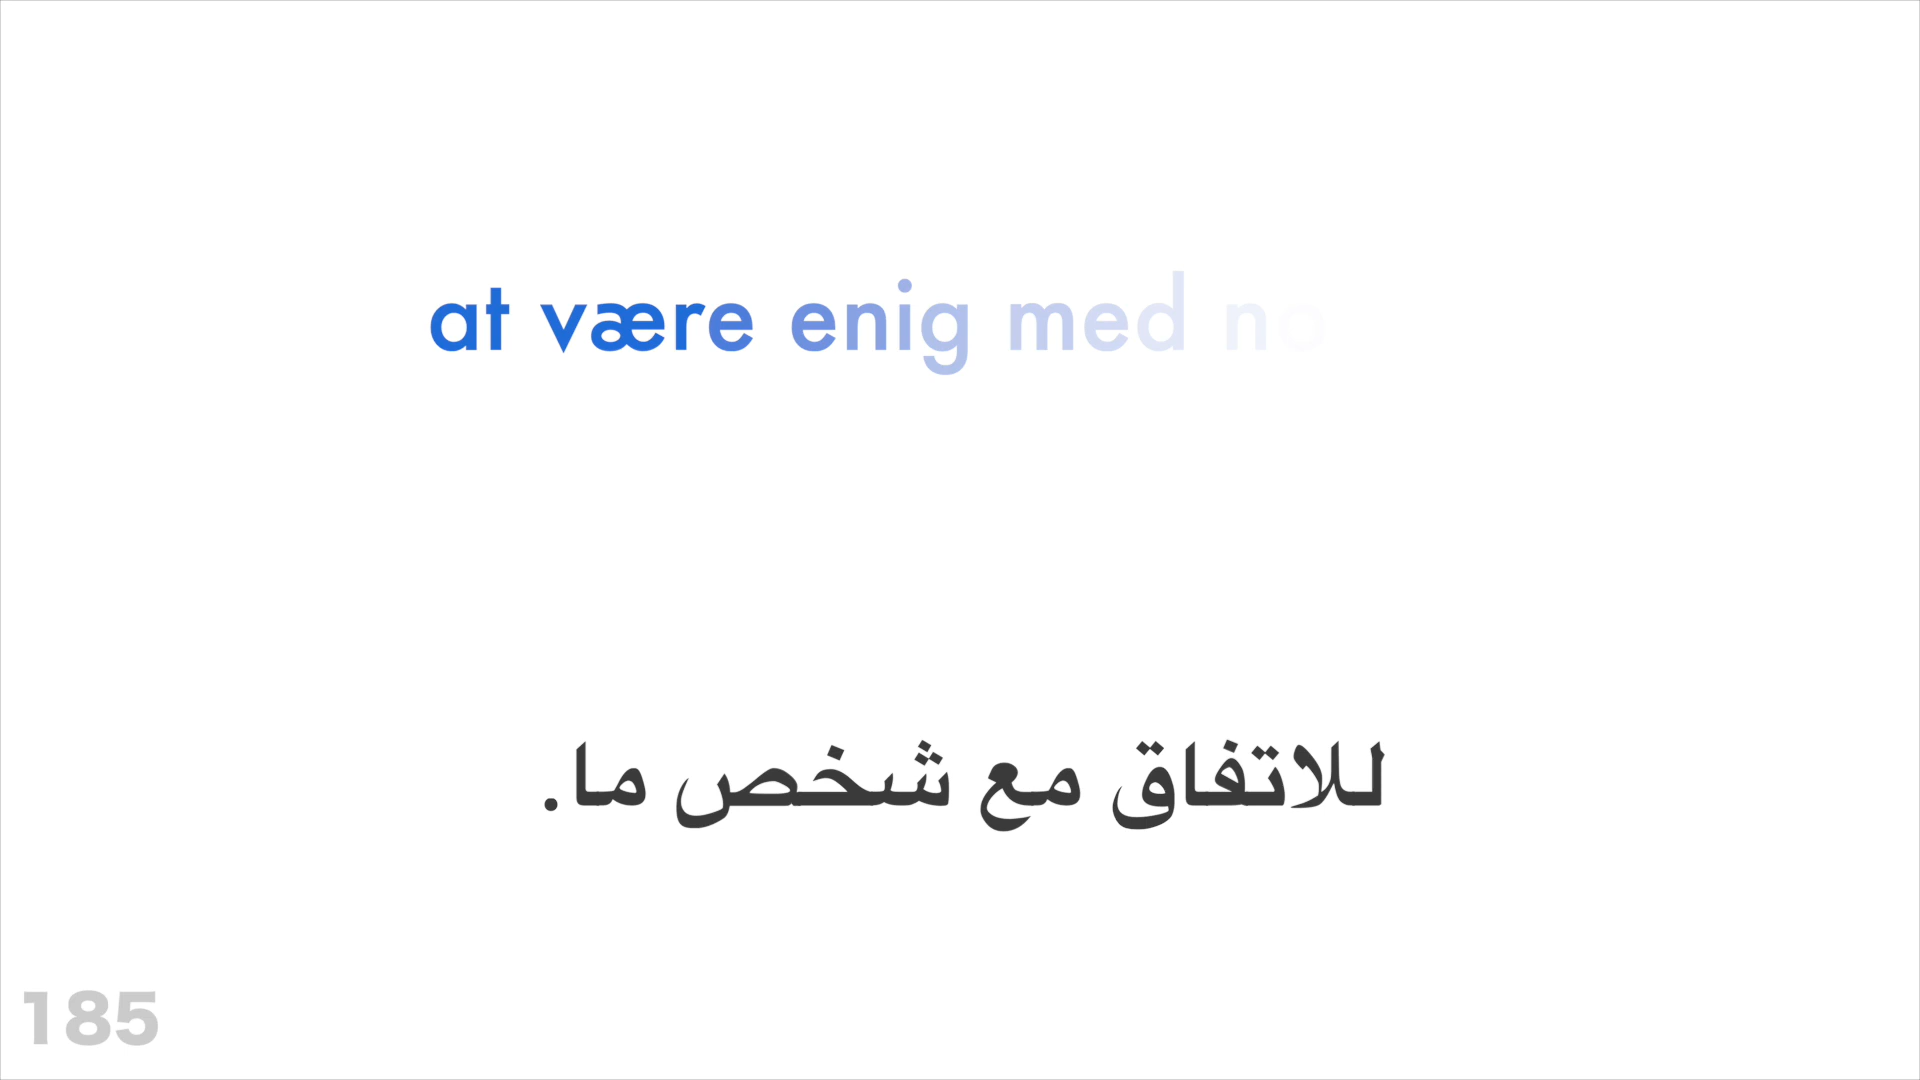 at være enig med
للاتفاق مع شخص ما.
185